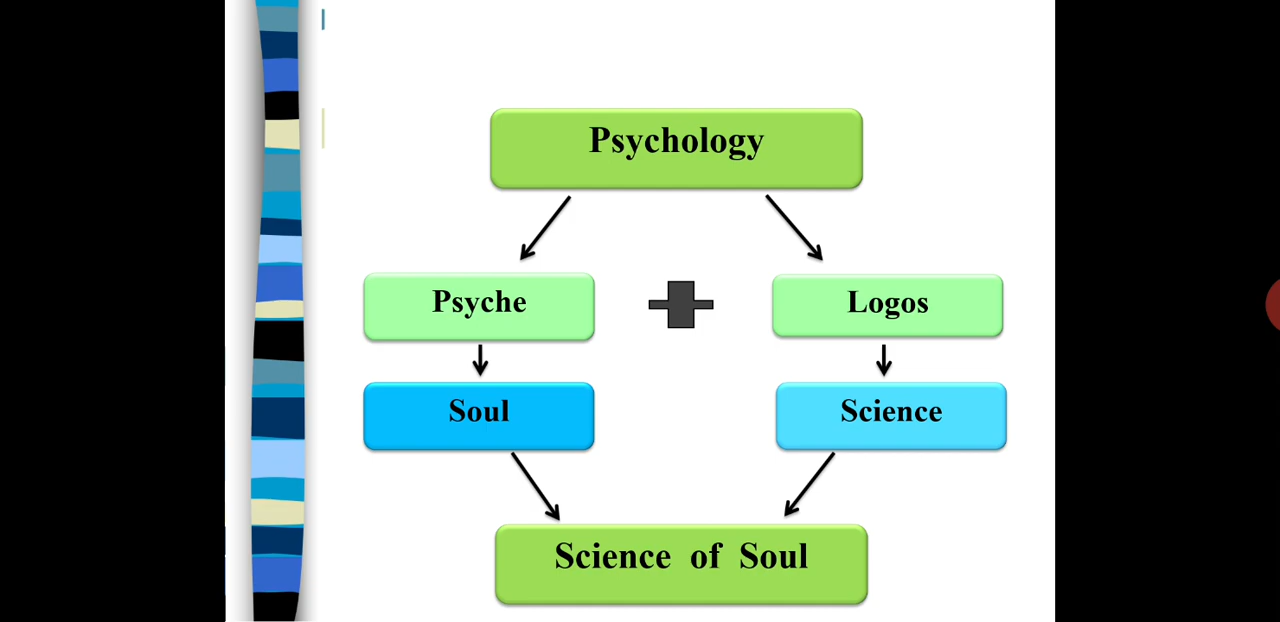 Psychology
Psyche
Logos
Soul
Science
Science of Soul